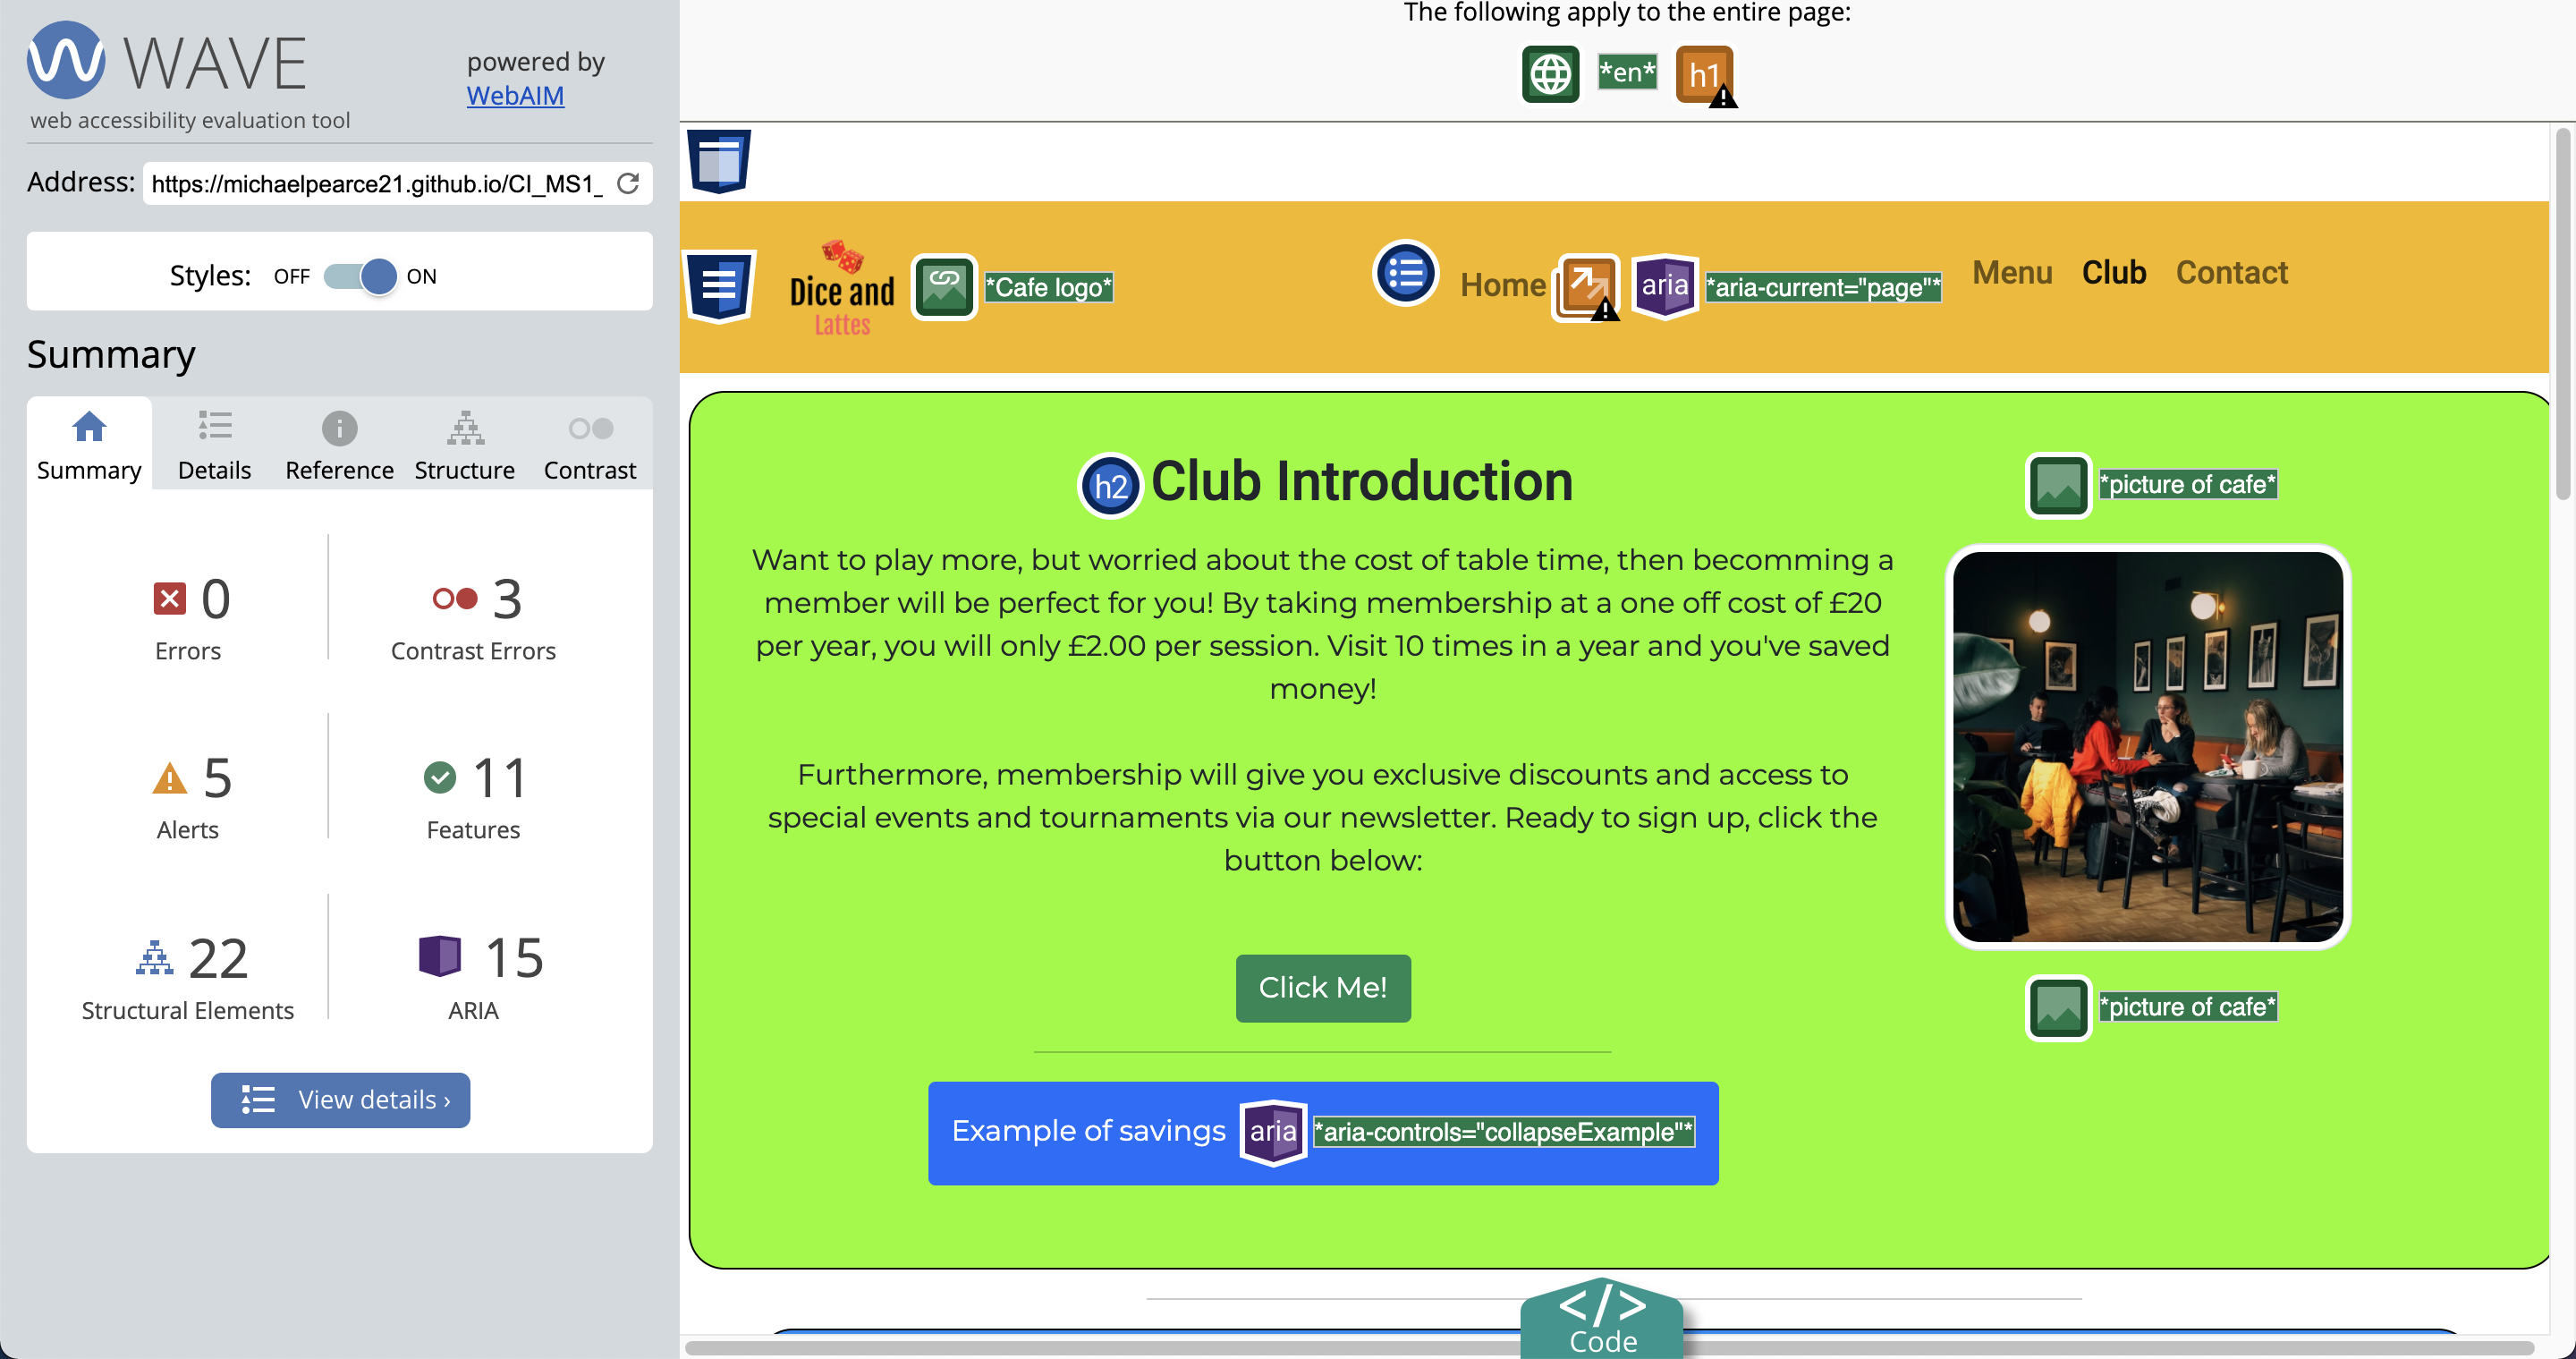 WAVE
powered by
WebAIM
web accessibility evaluation tool
Address: https://michaelpearce21.github.io/CI_MS1_
Styles: OFF ON
Summary
Summary Details Reference Structure Contrast
0 3
Errors Contrast Errors
5 11
Alerts Features
22 15
Structural Elements ARIA
View details ›
The following apply to the entire page:
*en* h1
Dice and
Lattes
*Cafe logo*
Home aria *aria-current="page"* Menu Club Contact
h2 Club Introduction
*picture of cafe*
Want to play more, but worried about the cost of table time, then becomming a
member will be perfect for you! By taking membership at a one off cost of £20
per year, you will only £2.00 per session. Visit 10 times in a year and you've saved
money!
Furthermore, membership will give you exclusive discounts and access to
special events and tournaments via our newsletter. Ready to sign up, click the
button below:
Click Me!
*picture of cafe*
Example of savings aria *aria-controls="collapseExample"*
</>
Code